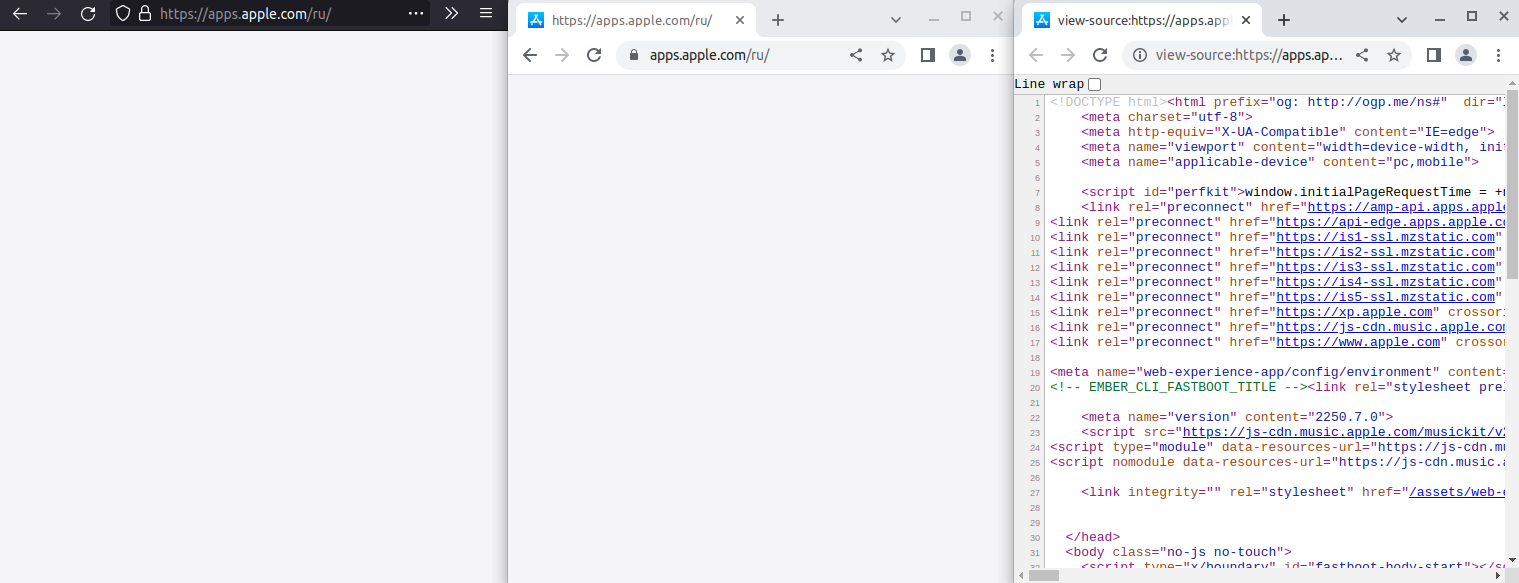 https://apps.apple.com/ru/
https://apps.apple.com/ru/
apps.apple.com/ru/
view-source:https://apps.appl
view-source:https://apps.ap...
Line wrap
1 <!DOCTYPE html><html prefix="og: http://ogp.me/ns#"  dir="
2     <meta charset="utf-8">
3     <meta http-equiv="X-UA-Compatible" content="IE=edge">
4     <meta name="viewport" content="width=device-width, init
5     <meta name="applicable-device" content="pc,mobile">
6
7     <script id="perfkit">window.initialPageRequestTime = +
8     <link rel="preconnect" href="https://amp-api.apps.apple
9 <link rel="preconnect" href="https://api-edge.apps.apple.co
10 <link rel="preconnect" href="https://is1-ssl.mzstatic.com"
11 <link rel="preconnect" href="https://is2-ssl.mzstatic.com"
12 <link rel="preconnect" href="https://is3-ssl.mzstatic.com"
13 <link rel="preconnect" href="https://is4-ssl.mzstatic.com"
14 <link rel="preconnect" href="https://is5-ssl.mzstatic.com"
15 <link rel="preconnect" href="https://xp.apple.com" crossori
16 <link rel="preconnect" href="https://js-cdn.music.apple.com
17 <link rel="preconnect" href="https://www.apple.com" crossor
18
19 <meta name="web-experience-app/config/environment" content=
20 <!-- EMBER_CLI_FASTBOOT_TITLE --><link rel="stylesheet prel
21
22     <meta name="version" content="2250.7.0">
23     <script src="https://js-cdn.music.apple.com/musickit/v2
24 <script type="module" data-resources-url="https://js-cdn.mu
25 <script nomodule data-resources-url="https://js-cdn.music.a
26
27     <link integrity="" rel="stylesheet" href="/assets/web-e
28
29
30   </head>
31   <body class="no-js no-touch">
32     <script type="x/boundary" id="fastboot-body-start"></s